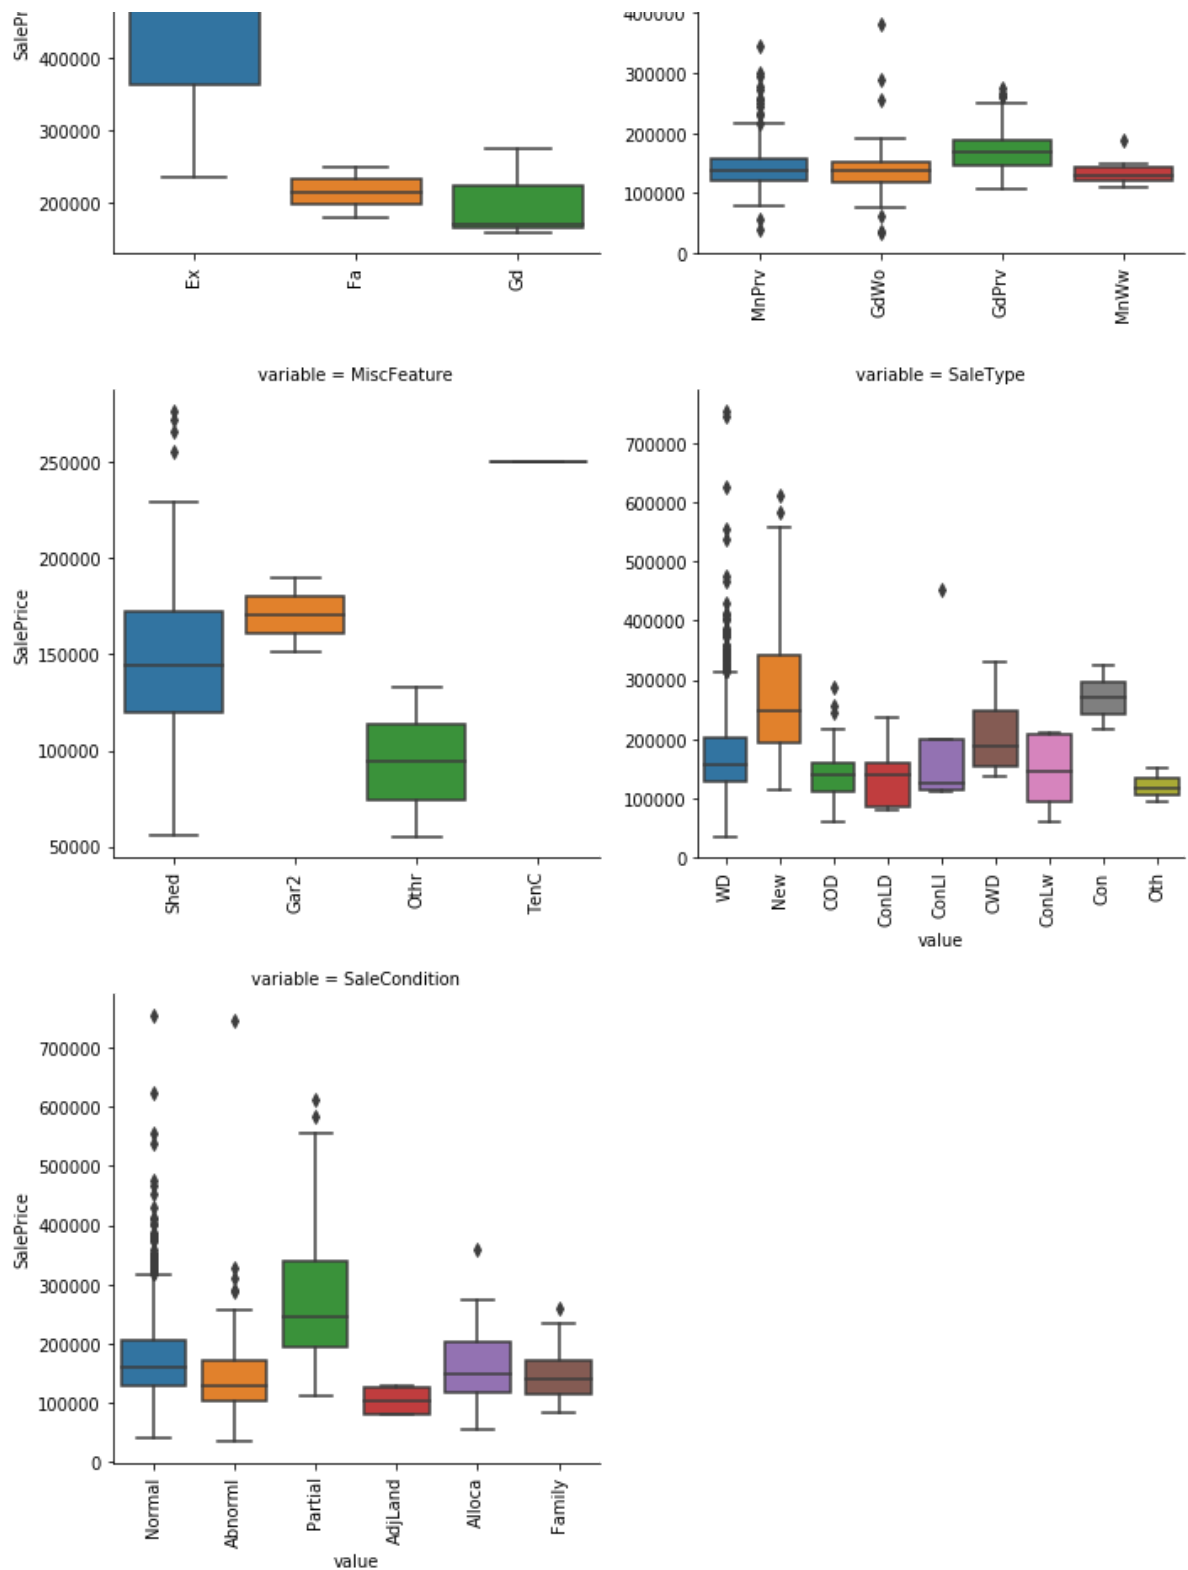 SalePr
400000
300000
200000
Ex
Fa
Gd
400000
300000
200000
100000
0
MnPrv
GdWo
GdPrv
MnWw
variable = MiscFeature
SalePrice
250000
200000
150000
100000
50000
Shed
Gar2
Othr
TenC
variable = SaleType
700000
600000
500000
400000
300000
200000
100000
0
WD
New
COD
ConLD
ConLI
CWD
ConLw
Con
Oth
value
variable = SaleCondition
SalePrice
700000
600000
500000
400000
300000
200000
100000
0
Normal
Abnorml
Partial
AdjLand
Alloca
Family
value